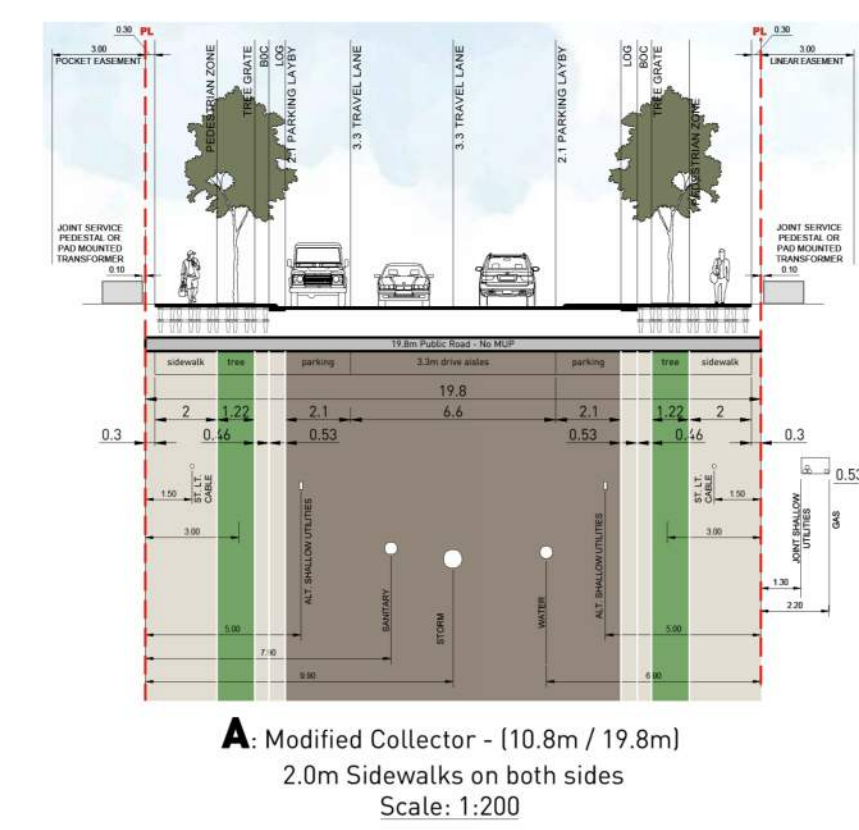 0.30
PL
PL
0.30
3.00
POCKET EASEMENT
3.00
LINEAR EASEMENT
PEDESTRIAN ZONE
TREE GRATE
BOC
LOG
2.1 PARKING LAYBY
3.3 TRAVEL LANE
3.3 TRAVEL LANE
2.1 PARKING LAYBY
LOG
BOC
TREE GRATE
PEDESTRIAN ZONE
JOINT SERVICE
PEDESTAL OR
PAD MOUNTED
TRANSFORMER
0.10
JOINT SERVICE
PEDESTAL OR
PAD MOUNTED
TRANSFORMER
0.10
19.8m Public Road - No MUP
sidewalk
tree
parking
3.3m drive aisles
parking
tree
sidewalk
19.8
2
1.22
2.1
6.6
2.1
1.22
2
0.3
0.46
0.53
0.53
0.46
0.3
1.50
ST. LT.
CABLE
ST. LT.
CABLE
1.50
0.53
3.00
3.00
ALT. SHALLOW UTILITIES
SANITARY
STORM
WATER
ALT. SHALLOW UTILITIES
JOINT SHALLOW
UTILITIES
GAS
1.30
2.20
5.00
5.00
7.90
9.90
6.90
A: Modified Collector - (10.8m / 19.8m)
2.0m Sidewalks on both sides
Scale: 1:200